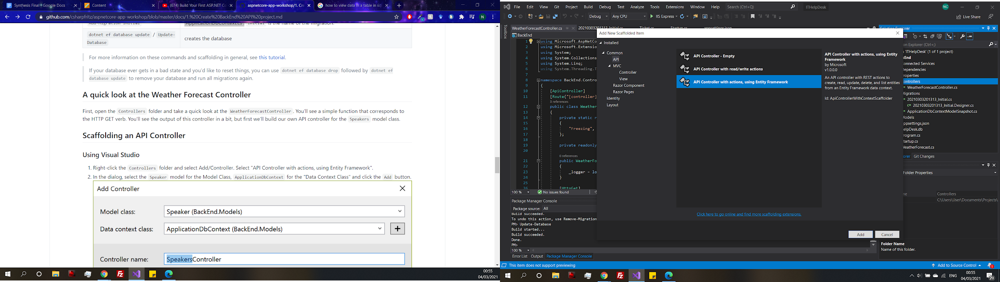 Synthesis Final - Google Docs
Content
(674) Build Your First ASP.NET Co
aspnetcore-app-workshop/1. Cre
how to view data in a table in sq
github.com/csharpfritz/aspnetcore-app-workshop/blob/master/docs/1.%20Create%20BackEnd%20API%20project.md
Add-Migration Initial
ApplicationDbContext.cs. Initial is the name of the migration.
dotnet ef database update / Update-
Database
creates the database
For more information on these commands and scaffolding in general, see this tutorial.
If your database ever gets in a bad state and you'd like to reset things, you can use dotnet ef database drop followed by dotnet ef
database update to remove your database and run all migrations again.
A quick look at the Weather Forecast Controller
First, open the Controllers folder and take a quick look at the WeatherForecastController. You'll see a simple function that corresponds to
the HTTP GET verb. You'll see the output of this controller in a bit, but first we'll build our own API controller for the Speakers model class.
Scaffolding an API Controller
Using Visual Studio
1. Right-click the Controllers folder and select Add/Controller. Select "API Controller with actions, using Entity Framework".
2. In the dialog, select the Speaker model for the Model Class, ApplicationDbContext for the "Data Context Class" and click the Add button.
Add Controller
Model class:
Speaker (BackEnd.Models)
Data context class:
ApplicationDbContext (BackEnd.Models)
Controller name:
SpeakersController
00:55
04/03/2021
File Edit View Git Project Build Debug Test Analyze Tools Extensions Window Help
Search (Ctrl+Q)
ITHelpDesk
NC
Debug
Any CPU
IIS Express
Live Share
Toolbox
WeatherForecastController.cs
20210303201313_Initial.cs
Ticket.cs
Startup.cs
appsettings.json
BackEnd
1 using Microsoft.AspNetCo
2 using Microsoft.Extension
3 using System;
4 using System.Collections
5 using System.Linq;
6 using System.Threading.T
7
8 namespace BackEnd.Contro
9 {
10 [ApiController]
11 [Route("[controller]
3 references
12 public class Weather
13 {
14 private static r
15 {
16 "Freezing",
17 };
18
19 private readonly
20
0 references
21 public WeatherFo
22 {
23 _logger = lo
24 }
25
26 [HttpGet]
100 %
No issues found
Package Manager Console
Package source: All
Build succeeded.
To undo this action, use Remove-Migration
PM> Update-Database
Build started...
Build succeeded.
Done.
PM>
100 %
Error List
Output
Package Manager Console
This item does not support previewing
Add to Source Control
1
Add New Scaffolded Item
Installed
Common
API
MVC
Controller
View
Razor Component
Razor Pages
Identity
Layout
API Controller - Empty
API Controller with read/write actions
API Controller with actions, using Entity Framework
API Controller with actions, using Entity
Framework
by Microsoft
v1.0.0.0
An API controller with REST actions to
create, read, update, delete, and list entities
from an Entity Framework data context.
Id: ApiControllerWithContextScaffolder
Click here to go online and find more scaffolding extensions.
Add
Cancel
Solution Explorer
on Explorer (Ctrl+;)
'ITHelpDesk' (1 of 1 project)
kEnd
onnected Services
Dependencies
roperties
ontrollers
WeatherForecastController.cs
Migrations
20210303201313_Initial.cs
20210303201313_Initial.Designer.cs
ApplicationDbContextModelSnapshot.cs
Models
ppsettings.json
elpDesk.db
rogram.cs
tartup.cs
WeatherForecast.cs
orer
Git Changes
Folder Properties
me
Controllers
C:\Users\User\Documents\Projects\
Folder Name
Name of this folder.
ENG
00:55
04/03/2021
20